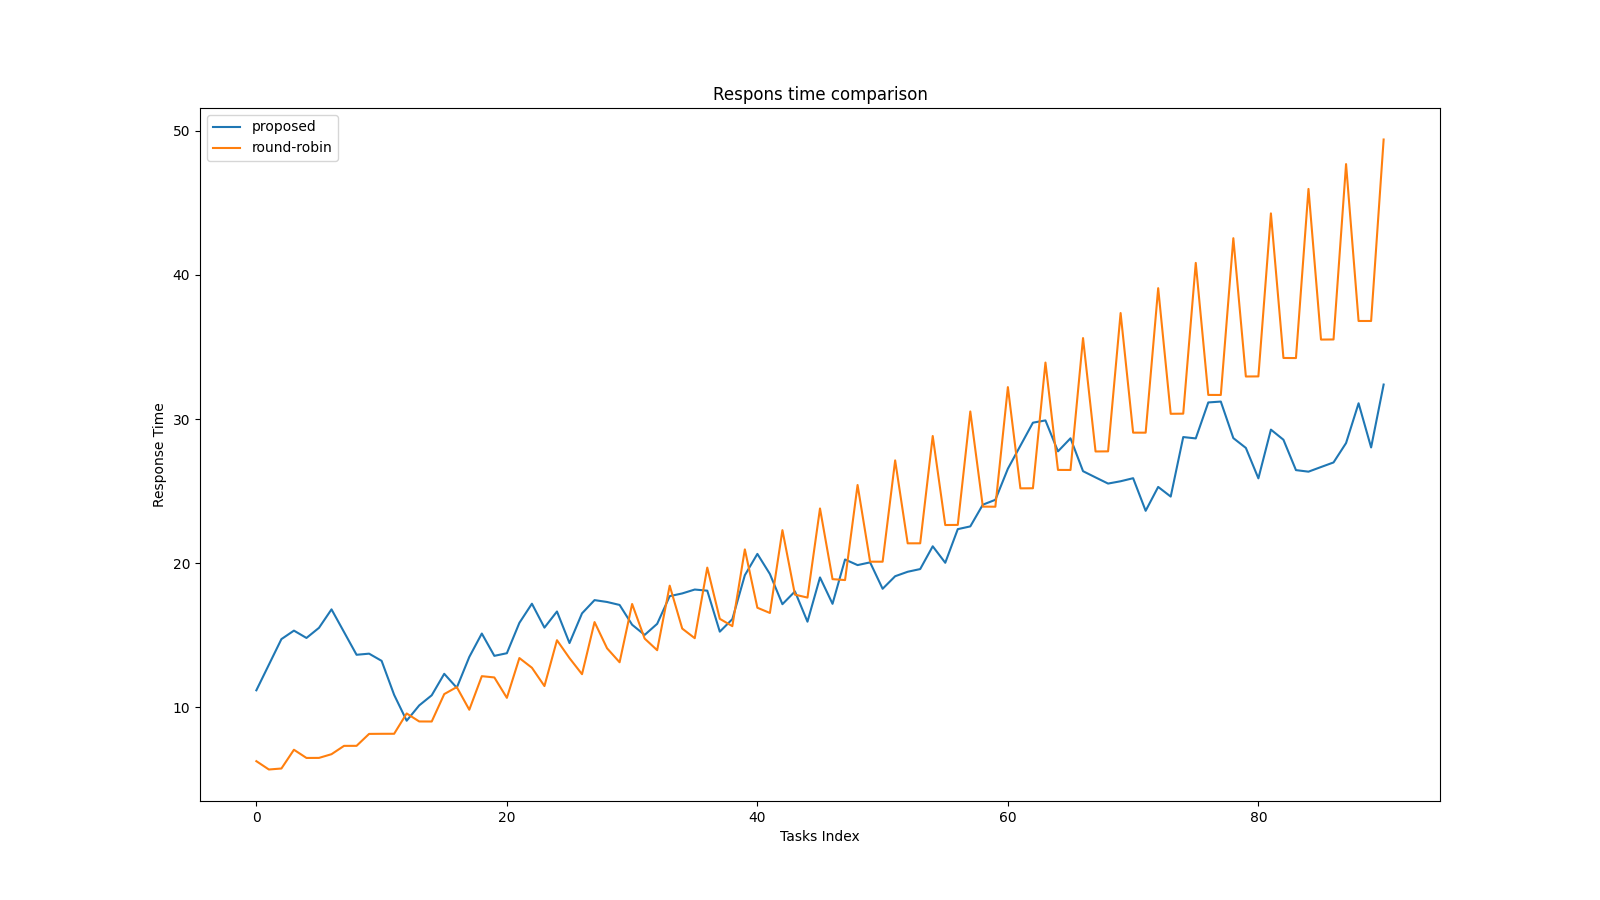 Respons time comparison
proposed
round-robin
50
40
30
20
10
Response Time
0 20 40 60 80
Tasks Index